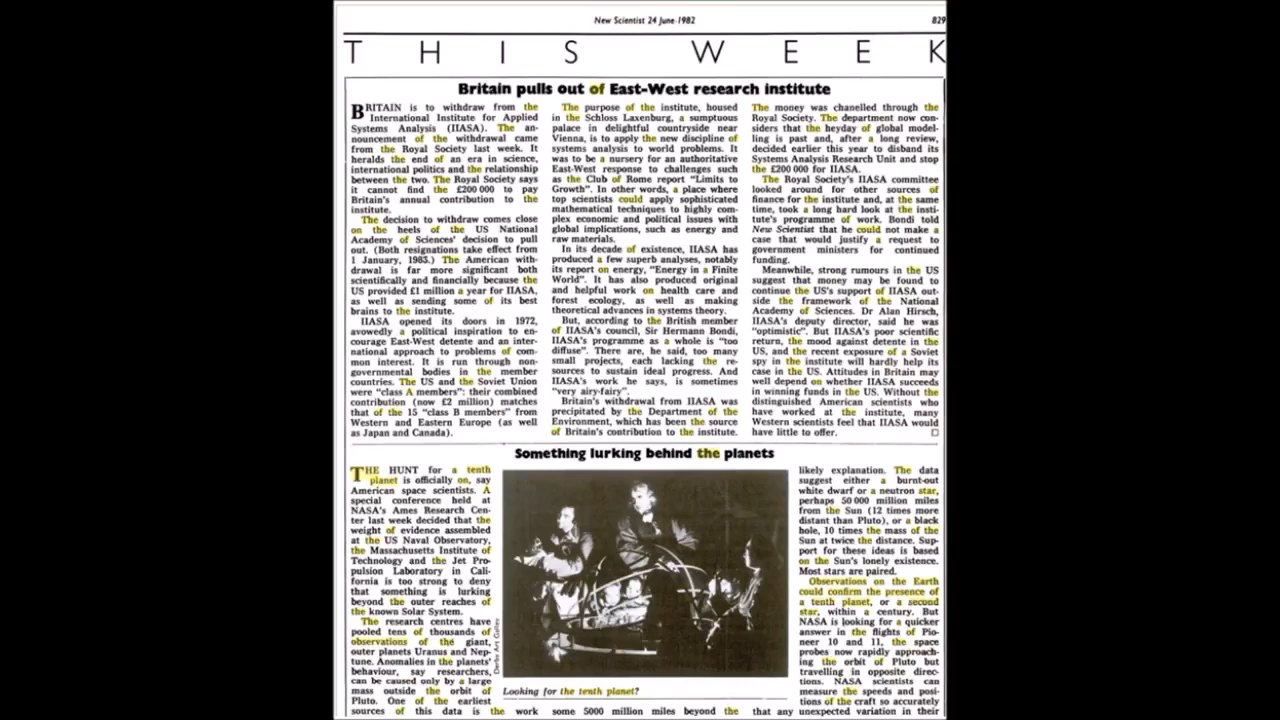 New Scientist 24 June 1982
829
THIS WEEK
Britain pulls out of East-West research institute
BRITAIN is to withdraw from the
International Institute for Applied
Systems Analysis (IIASA). The an-
nouncement of the withdrawal came
from the Royal Society last week. It
heralds the end of an era in science,
international politics and the relationship
between the two. The Royal Society says
it cannot find the £200 000 to pay
Britain's annual contribution to the
institute.
The decision to withdraw comes close
on the heels of the US National
Academy of Sciences' decision to pull
out. (Both resignations take effect from
1 January, 1983.) The American with-
drawal is far more significant both
scientifically and financially because the
US provided £1 million a year for IIASA,
as well as sending some of its best
brains to the institute.
IIASA opened its doors in 1972,
avowedly a political inspiration to en-
courage East-West detente and an inter-
national approach to problems of com-
mon interest. It is run through non-
governmental bodies in the member
countries. The US and the Soviet Union
were "class A members": their combined
contribution (now £2 million) matches
that of the 15 "class B members" from
Western and Eastern Europe (as well
as Japan and Canada).
The purpose of the institute, housed
in the Schloss Laxenburg, a sumptuous
palace in delightful countryside near
Vienna, is to apply the new discipline of
systems analysis to world problems. It
was to be a nursery for an authoritative
East-West response to challenges such
as the Club of Rome report "Limits to
Growth". In other words, a place where
top scientists could apply sophisticated
mathematical techniques to highly com-
plex economic and political issues with
global implications, such as energy and
raw materials.
In its decade of existence, IIASA has
produced a few superb analyses, notably
its report on energy, "Energy in a Finite
World". It has also produced original
and helpful work on health care and
forest ecology, as well as making
theoretical advances in systems theory.
But, according to the British member
of IIASA's council, Sir Hermann Bondi,
IIASA's programme as a whole is "too
diffuse". There are, he said, too many
small projects, each lacking the re-
sources to sustain ideal progress. And
IIASA's work he says, is sometimes
"very airy-fairy".
Britain's withdrawal from IIASA was
precipitated by the Department of the
Environment, which has been the source
of Britain's contribution to the institute.
The money was chanelled through the
Royal Society. The department now con-
siders that the heyday of global model-
ling is past and, after a long review,
decided earlier this year to disband its
Systems Analysis Research Unit and stop
the £200 000 for IIASA.
The Royal Society's IIASA committee
looked around for other sources of
finance for the institute and, at the same
time, took a long hard look at the insti-
tute's programme of work. Bondi told
New Scientist that he could not make a
case that would justify a request to
government ministers for continued
funding.
Meanwhile, strong rumours in the US
suggest that money may be found to
continue the US's support of IIASA out-
side the framework of the National
Academy of Sciences. Dr Alan Hirsch,
IIASA's deputy director, said he was
"optimistic". But IIASA's poor scientific
return, the mood against detente in the
US, and the recent exposure of a Soviet
spy in the institute will hardly help its
case in the US. Attitudes in Britain may
well depend on whether IIASA succeeds
in winning funds in the US. Without the
distinguished American scientists who
have worked at the institute, many
Western scientists feel that IIASA would
have little to offer.
Something lurking behind the planets
THE HUNT for a tenth
planet is officially on, say
American space scientists. A
special conference held at
NASA's Ames Research Cen-
ter last week decided that the
weight of evidence assembled
at the US Naval Observatory,
the Massachusetts Institute of
Technology and the Jet Pro-
pulsion Laboratory in Cali-
fornia is too strong to deny
that something is lurking
beyond the outer reaches of
the known Solar System.
The research centres have
pooled tens of thousands of
observations of the giant,
outer planets Uranus and Nep-
tune. Anomalies in the planets'
behaviour, say researchers,
can be caused only by a large
mass outside the orbit of
Pluto. One of the earliest
sources of this data is the work
Looking for the tenth planet?
some 5000 million miles beyond the
likely explanation. The data
suggest either a burnt-out
white dwarf or a neutron star,
perhaps 50 000 million miles
from the Sun (12 times more
distant than Pluto), or a black
hole, 10 times the mass of the
Sun at twice the distance. Sup-
port for these ideas is based
on the Sun's lonely existence.
Most stars are paired.
Observations on the Earth
could confirm the presence of
a tenth planet, or a second
star, within a century. But
NASA is looking for a quicker
answer in the flights of Pio-
neer 10 and 11, the space
probes now rapidly approach-
ing the orbit of Pluto but
travelling in opposite direc-
tions. NASA scientists can
measure the speeds and posi-
tions of the craft so accurately
that any unexpected variation in their